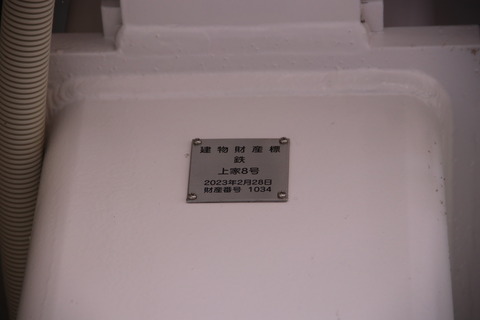 建物財産標
鉄
上家8号
2023年2月28日
財産番号 1034